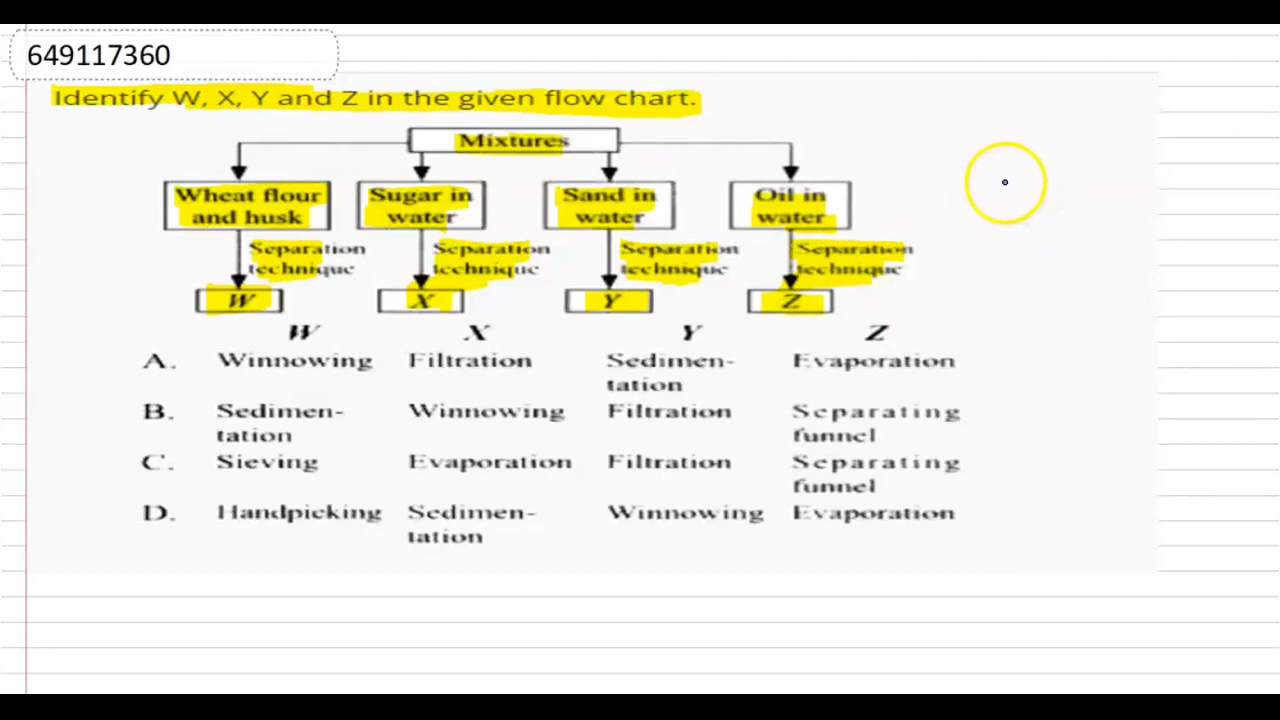 649117360
Identify W, X, Y and Z in the given flow chart.
Mixtures
Wheat flour and husk
Sugar in water
Sand in water
Oil in water
Separation technique
Separation technique
Separation technique
Separation technique
W
X
Y
Z
W X Y Z
A. Winnowing Filtration Sedimen-tation Evaporation
B. Sedimen-tation Winnowing Filtration Separating funnel
C. Sieving Evaporation Filtration Separating funnel
D. Handpicking Sedimen-tation Winnowing Evaporation